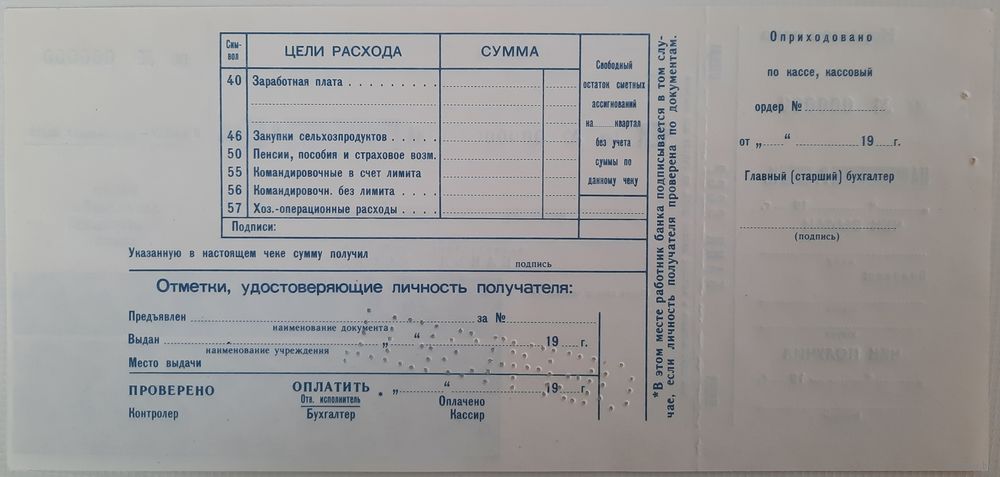 Сим-
вол
ЦЕЛИ РАСХОДА
СУММА
40 Заработная плата
46 Закупки сельхозпродуктов
50 Пенсии, пособия и страховое возм.
55 Командировочные в счет лимита
56 Командировочн. без лимита
57 Хоз.-операционные расходы
Подписи:
Свободный
остаток сметных
ассигнований
на квартал
без учета
суммы по
данному чеку
Указанную в настоящем чеке сумму получил
подпись
Отметки, удостоверяющие личность получателя:
Предъявлен за №
наименование документа
Выдан „ “ 19 г.
наименование учреждения
Место выдачи
ПРОВЕРЕНО ОПЛАТИТЬ * „ “ 19 г.
Отв. исполнитель Оплачено
Контролер Бухгалтер Кассир
*В этом месте работник банка подписывается в том слу-
чае, если личность получателя проверена по документам.
Оприходовано
по кассе, кассовый
ордер №
от „ “ 19 г.
Главный (старший) бухгалтер
(подпись)